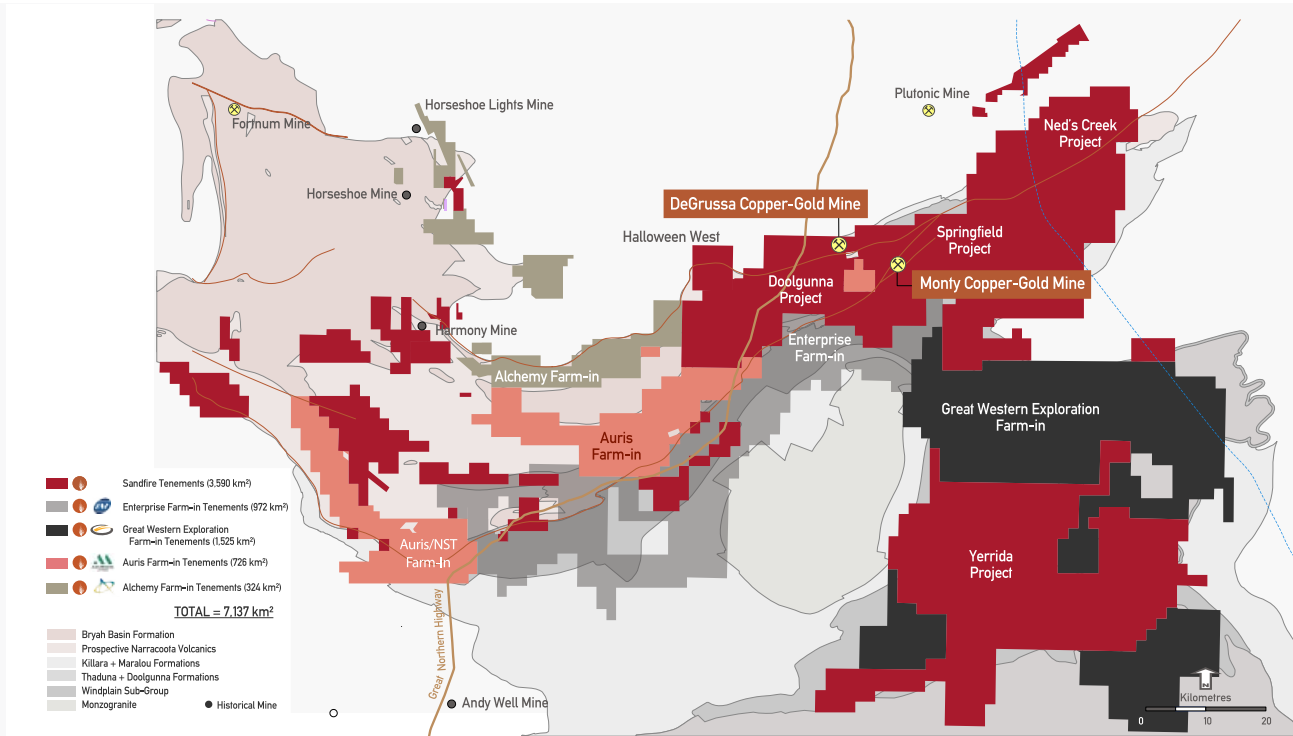 Fortnum Mine
Horseshoe Lights Mine
Plutonic Mine
Ned's Creek
Project
Horseshoe Mine
DeGrussa Copper-Gold Mine
Halloween West
Springfield
Project
Doolgunna
Project
Monty Copper-Gold Mine
Harmony Mine
Enterprise
Farm-in
Alchemy Farm-in
Great Western Exploration
Farm-in
Auris
Farm-in
Sandfire Tenements (3,590 km²)
Enterprise Farm-in Tenements (972 km²)
Great Western Exploration
Farm-in Tenements (1,525 km²)
Auris Farm-in Tenements (726 km²)
Alchemy Farm-in Tenements (324 km²)
TOTAL = 7,137 km²
Auris/NST
Farm-In
Yerrida
Project
Bryah Basin Formation
Prospective Narracoota Volcanics
Killara + Maralou Formations
Thaduna + Doolgunna Formations
Windplain Sub-Group
Monzogranite
Historical Mine
Great Northern Highway
Andy Well Mine
N
Kilometres
0 10 20